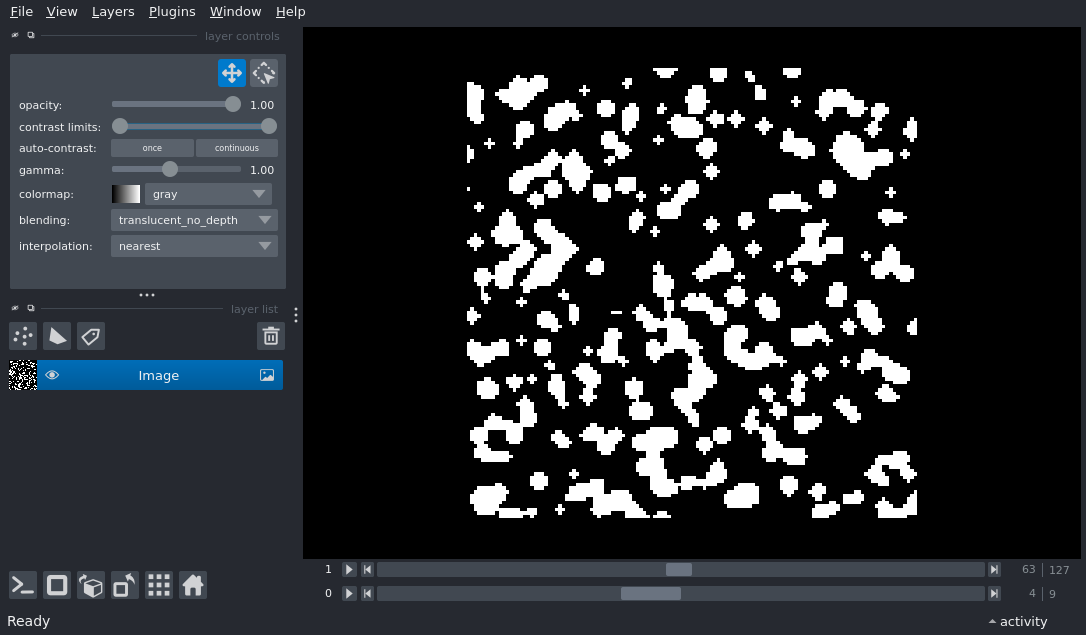 File View Layers Plugins Window Help
layer controls
opacity: 1.00
contrast limits:
auto-contrast: once continuous
gamma: 1.00
colormap: gray
blending: translucent_no_depth
interpolation: nearest
layer list
Image
1 63 127
0 4 9
Ready activity